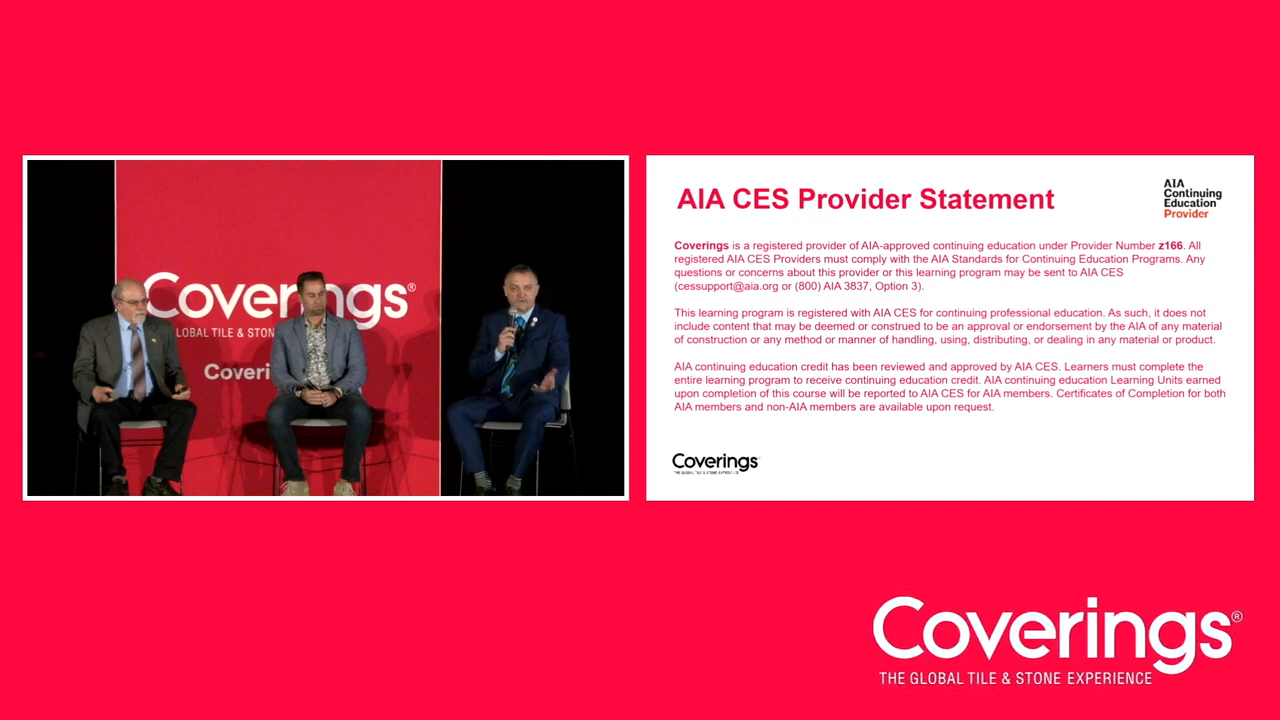 Coverings®
LOBAL TILE & STON
Coveri
AIA CES Provider Statement
AIA
Continuing
Education
Provider
Coverings is a registered provider of AIA-approved continuing education under Provider Number z166. All
registered AIA CES Providers must comply with the AIA Standards for Continuing Education Programs. Any
questions or concerns about this provider or this learning program may be sent to AIA CES
(cessupport@aia.org or (800) AIA 3837, Option 3).
This learning program is registered with AIA CES for continuing professional education. As such, it does not
include content that may be deemed or construed to be an approval or endorsement by the AIA of any material
of construction or any method or manner of handling, using, distributing, or dealing in any material or product.
AIA continuing education credit has been reviewed and approved by AIA CES. Learners must complete the
entire learning program to receive continuing education credit. AIA continuing education Learning Units earned
upon completion of this course will be reported to AIA CES for AIA members. Certificates of Completion for both
AIA members and non-AIA members are available upon request.
Coverings
THE GLOBAL TILE & STONE EXPERIENCE
Coverings®
THE GLOBAL TILE & STONE EXPERIENCE